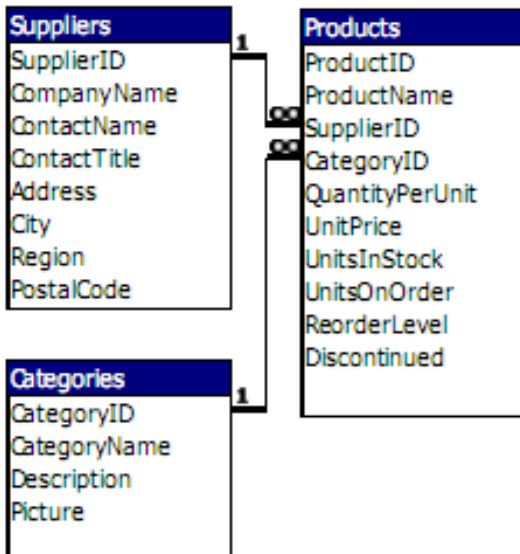 Suppliers
SupplierID
CompanyName
ContactName
ContactTitle
Address
City
Region
PostalCode
1
∞
∞
Products
ProductID
ProductName
SupplierID
CategoryID
QuantityPerUnit
UnitPrice
UnitsInStock
UnitsOnOrder
ReorderLevel
Discontinued
Categories
CategoryID
CategoryName
Description
Picture
1